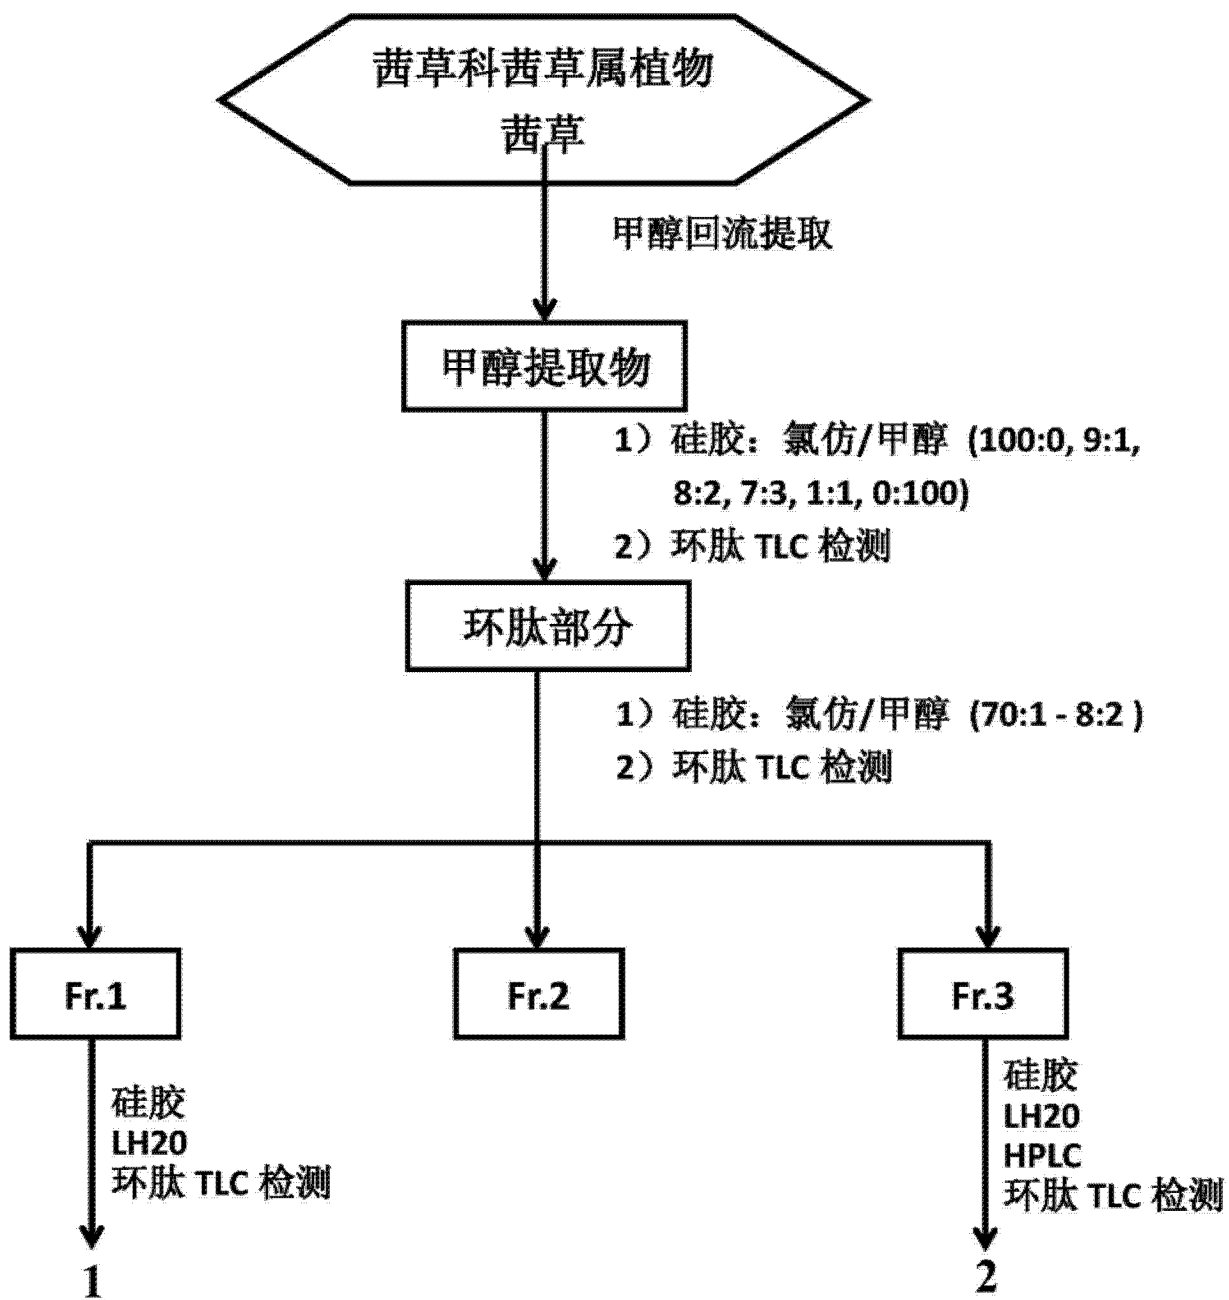 茜草科茜草属植物
茜草
甲醇回流提取
甲醇提取物
1）硅胶：氯仿/甲醇 (100:0, 9:1,
8:2, 7:3, 1:1, 0:100)
2）环肽 TLC 检测
环肽部分
1）硅胶：氯仿/甲醇 (70:1 - 8:2 )
2）环肽 TLC 检测
Fr.1
Fr.2
Fr.3
硅胶
LH20
环肽 TLC 检测
硅胶
LH20
HPLC
环肽 TLC 检测
1
2